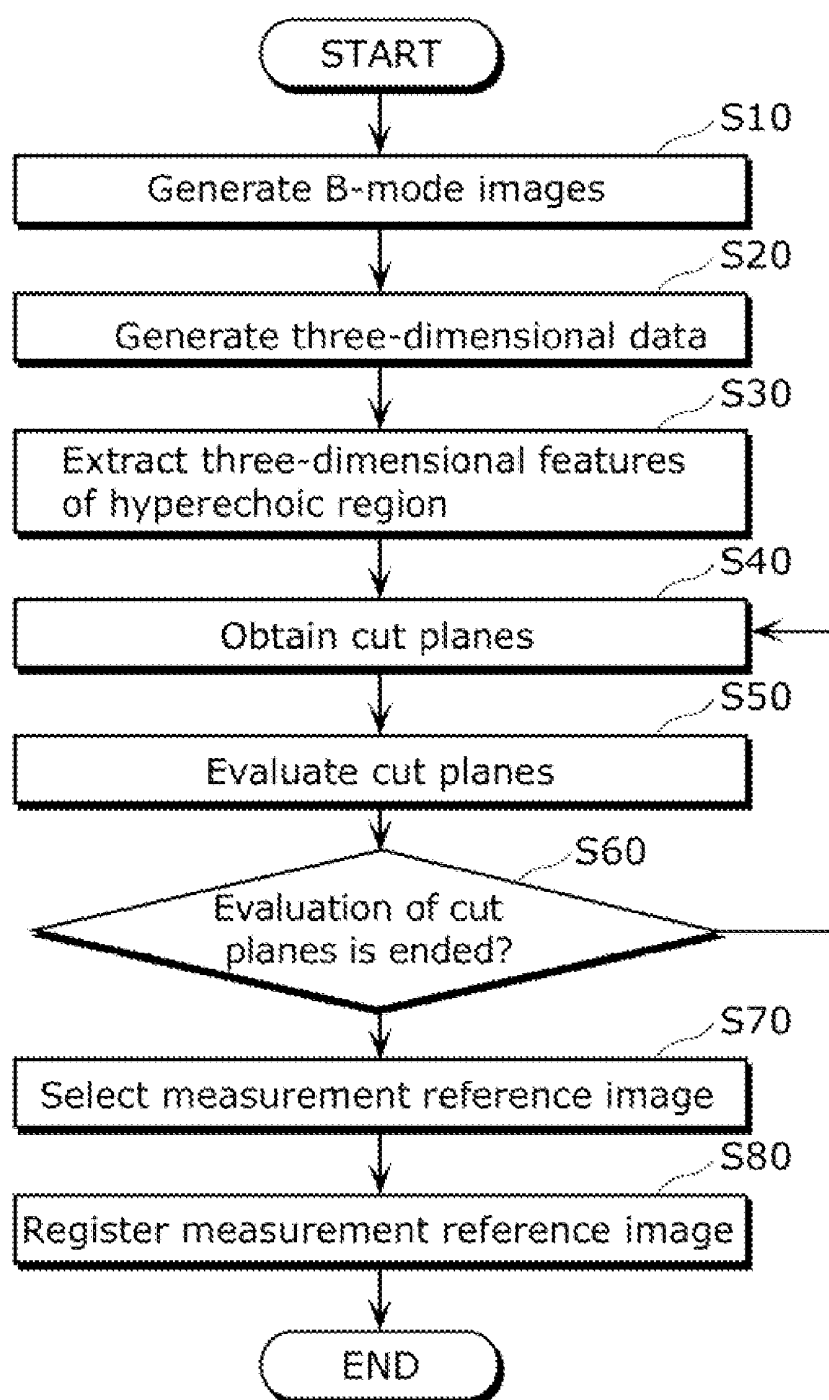 START
S10
Generate B-mode images
S20
Generate three-dimensional data
S30
Extract three-dimensional features
of hyperechoic region
S40
Obtain cut planes
S50
Evaluate cut planes
S60
Evaluation of cut
planes is ended?
S70
Select measurement reference image
S80
Register measurement reference image
END